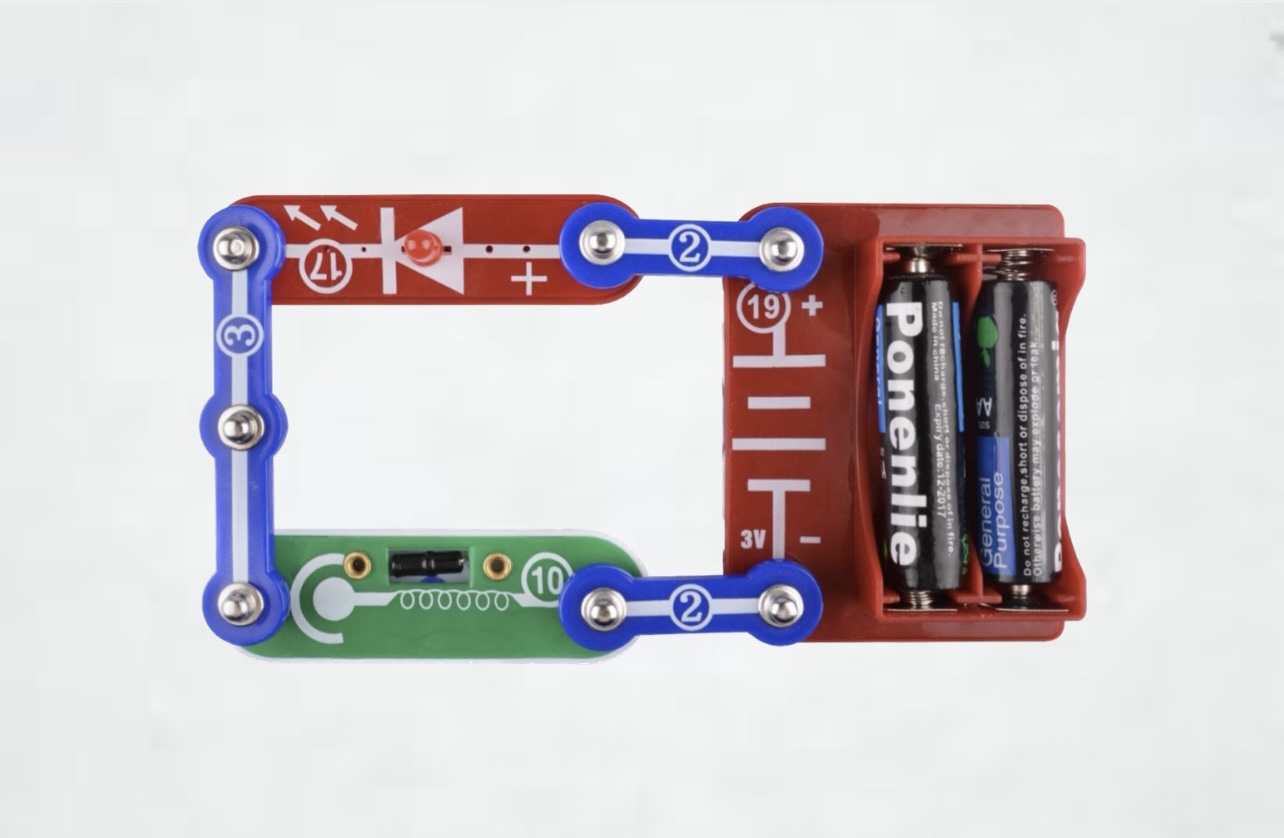 17
+
2
19 +
3
3V -
10
2
Ponenlie
General
Do not recharge,short or dispose of in fire.
Made in china Expiry date:12-2017
AA
SIZE
General
Purpose
Do not recharge,short or dispose of in fire.
Otherwise battery may explode or leak.